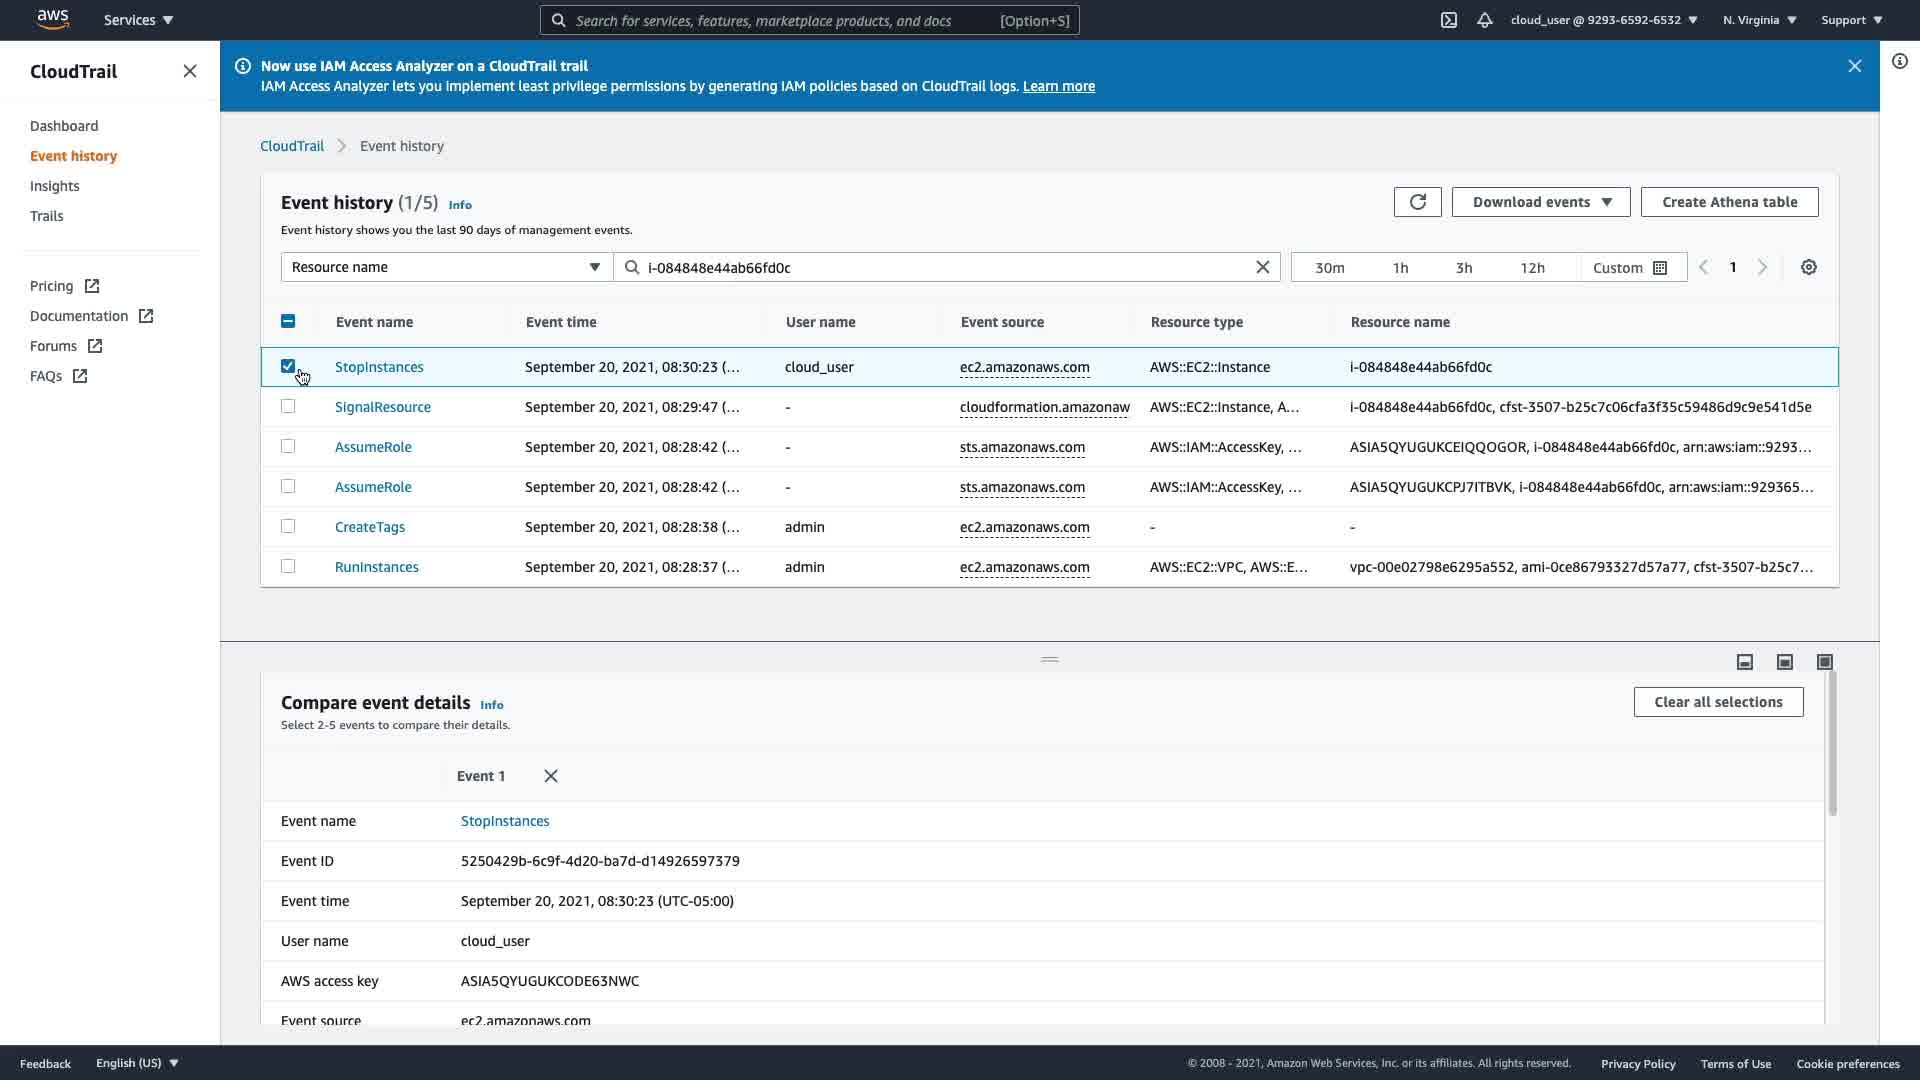 aws
Services
Search for services, features, marketplace products, and docs [Option+S]
cloud_user @ 9293-6592-6532
N. Virginia
Support
CloudTrail
Dashboard
Event history
Insights
Trails
Pricing
Documentation
Forums
FAQs
Now use IAM Access Analyzer on a CloudTrail trail
IAM Access Analyzer lets you implement least privilege permissions by generating IAM policies based on CloudTrail logs. Learn more
CloudTrail Event history
Event history (1/5) Info
Event history shows you the last 90 days of management events.
Download events
Create Athena table
Resource name i-084848e44ab66fd0c 30m 1h 3h 12h Custom 1
Event name Event time User name Event source Resource type Resource name
StopInstances September 20, 2021, 08:30:23 (... cloud_user ec2.amazonaws.com AWS::EC2::Instance i-084848e44ab66fd0c
SignalResource September 20, 2021, 08:29:47 (... - cloudformation.amazonaw AWS::EC2::Instance, A... i-084848e44ab66fd0c, cfst-3507-b25c7c06cfa3f35c59486d9c9e541d5e
AssumeRole September 20, 2021, 08:28:42 (... - sts.amazonaws.com AWS::IAM::AccessKey, ... ASIA5QYUGUKCEIQQOGOR, i-084848e44ab66fd0c, arn:aws:iam::9293...
AssumeRole September 20, 2021, 08:28:42 (... - sts.amazonaws.com AWS::IAM::AccessKey, ... ASIA5QYUGUKCPJ7ITBVK, i-084848e44ab66fd0c, arn:aws:iam::929365...
CreateTags September 20, 2021, 08:28:38 (... admin ec2.amazonaws.com - -
RunInstances September 20, 2021, 08:28:37 (... admin ec2.amazonaws.com AWS::EC2::VPC, AWS::E... vpc-00e02798e6295a552, ami-0ce86793327d57a77, cfst-3507-b25c7...
Compare event details Info
Select 2-5 events to compare their details.
Clear all selections
Event 1
Event name StopInstances
Event ID 5250429b-6c9f-4d20-ba7d-d14926597379
Event time September 20, 2021, 08:30:23 (UTC-05:00)
User name cloud_user
AWS access key ASIA5QYUGUKCODE63NWC
Event source ec2.amazonaws.com
Feedback English (US) © 2008 - 2021, Amazon Web Services, Inc. or its affiliates. All rights reserved. Privacy Policy Terms of Use Cookie preferences